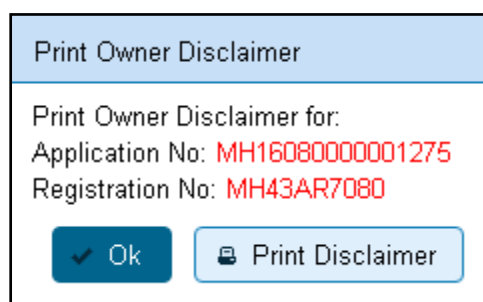 Print Owner Disclaimer
Print Owner Disclaimer for:
Application No: MH16080000001275
Registration No: MH43AR7080
Ok Print Disclaimer